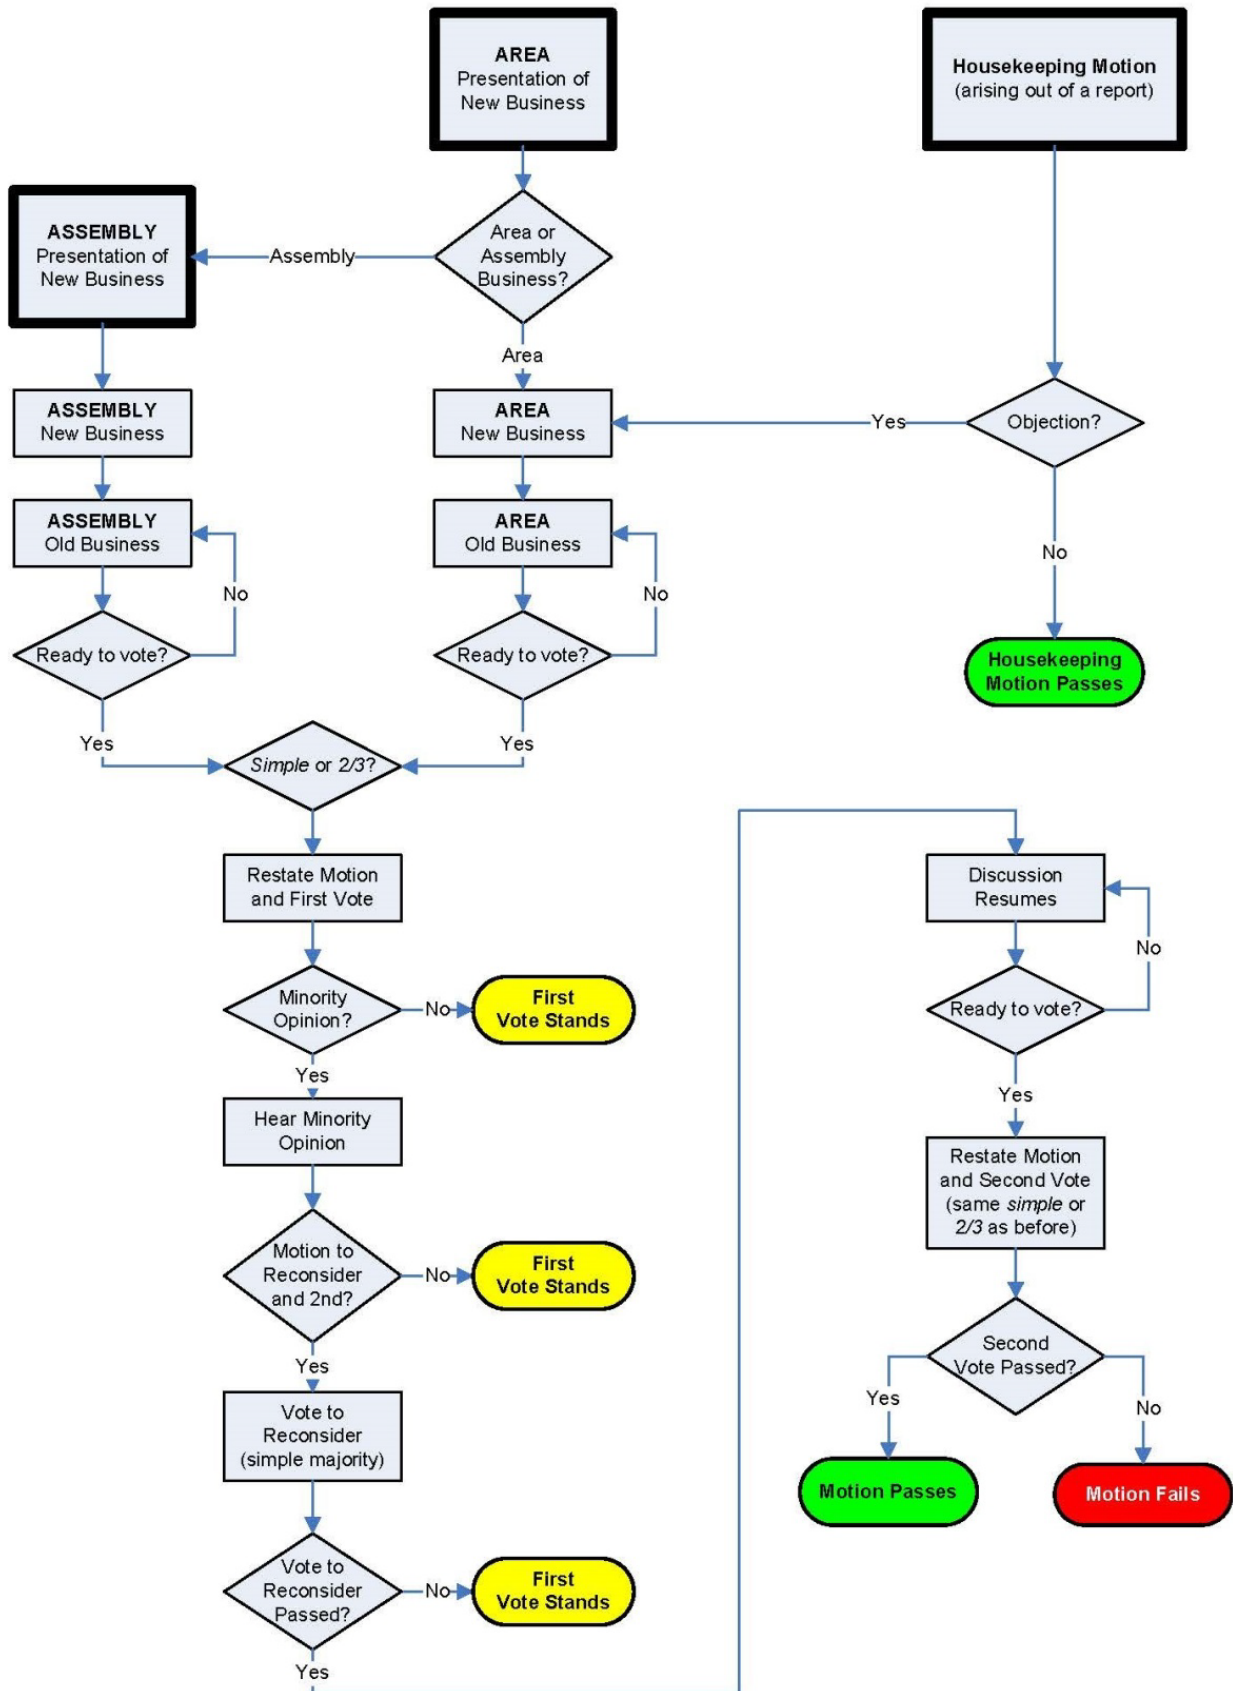 AREA
Presentation of
New Business
Housekeeping Motion
(arising out of a report)
ASSEMBLY
Presentation of
New Business
Assembly
Area or
Assembly
Business?
Area
ASSEMBLY
New Business
AREA
New Business
Yes
Objection?
ASSEMBLY
Old Business
AREA
Old Business
No
No
No
Ready to vote?
Ready to vote?
Housekeeping
Motion Passes
Yes
Yes
Simple or 2/3?
Restate Motion
and First Vote
Minority
Opinion?
No
First
Vote Stands
Yes
Hear Minority
Opinion
Motion to
Reconsider
and 2nd?
No
First
Vote Stands
Yes
Vote to
Reconsider
(simple majority)
Vote to
Reconsider
Passed?
No
First
Vote Stands
Yes
Discussion
Resumes
No
Ready to vote?
Yes
Restate Motion
and Second Vote
(same simple or
2/3 as before)
Second
Vote Passed?
Yes
No
Motion Passes
Motion Fails